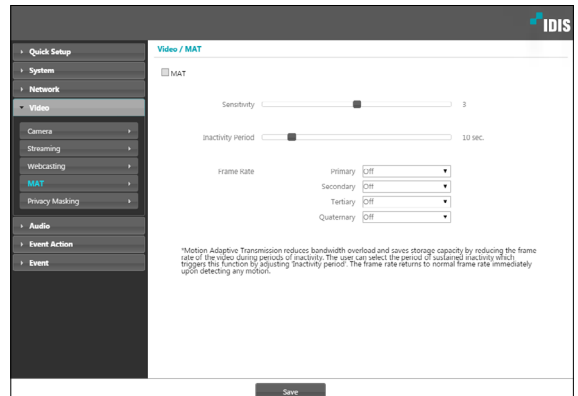 IDIS
Quick Setup
System
Network
Video
Camera
Streaming
Webcasting
MAT
Privacy Masking
Audio
Event Action
Event
Video / MAT
MAT
Sensitivity 3
Inactivity Period 10 sec.
Frame Rate Primary Off
Secondary Off
Tertiary Off
Quaternary Off
*Motion Adaptive Transmission reduces bandwidth overload and saves storage capacity by reducing the frame
rate of the video during periods of inactivity. The user can select the period of sustained inactivity which
triggers this function by adjusting 'Inactivity period'. The frame rate returns to normal frame rate immediately
upon detecting any motion.
Save